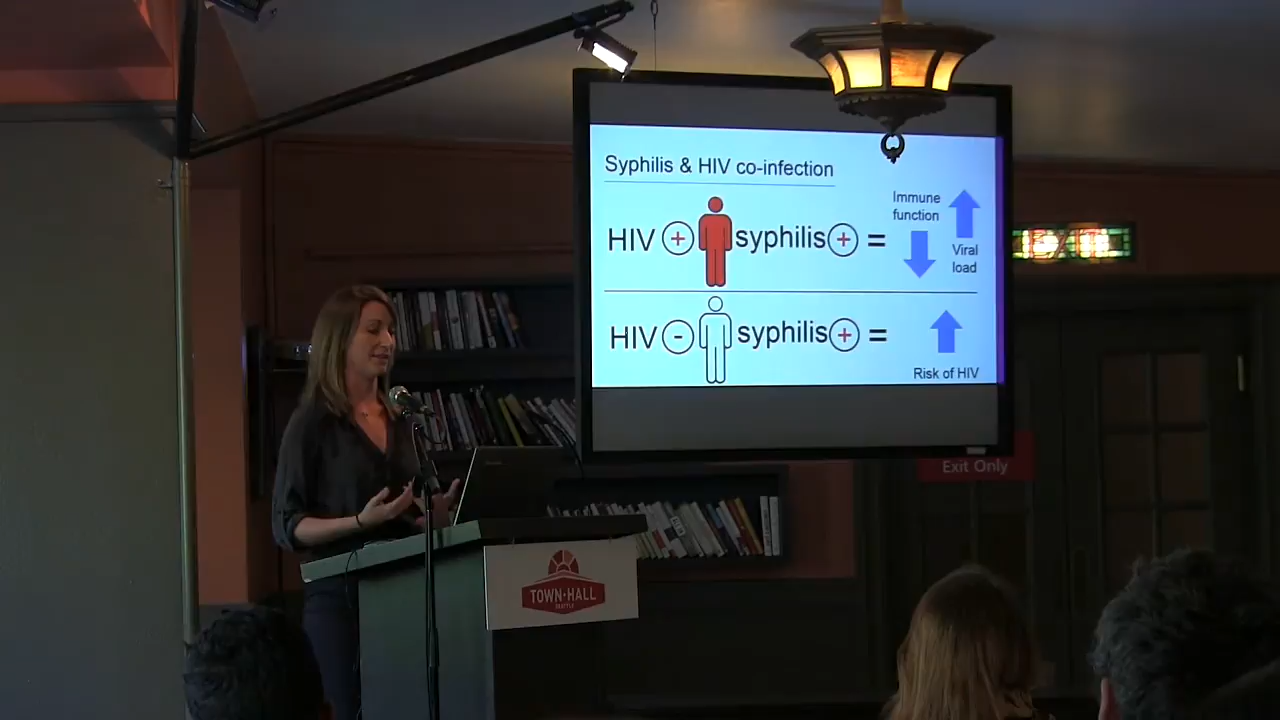 Syphilis & HIV co-infection
HIV + syphilis + =
Immune
function
Viral
load
HIV - syphilis + =
Risk of HIV
Exit Only
TOWN·HALL
SEATTLE